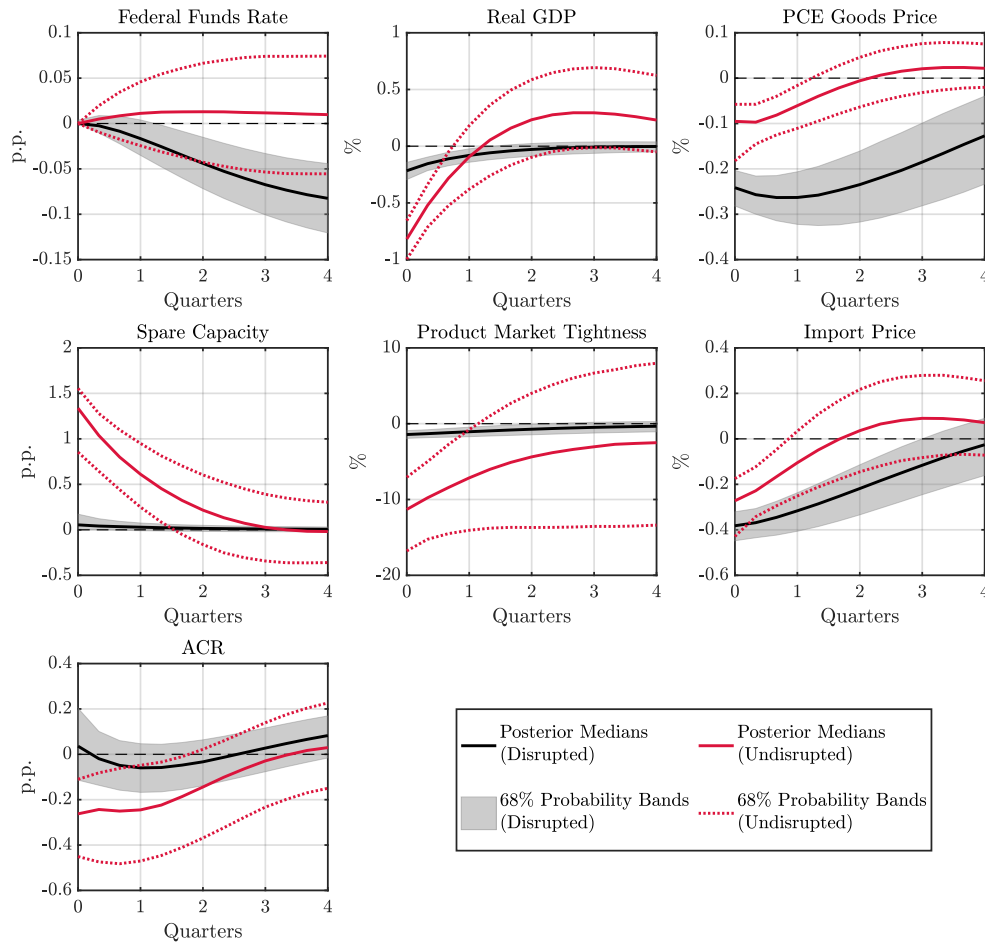 Federal Funds Rate
0.1
0.05
0
-0.05
-0.1
-0.15
p.p.
0 1 2 3 4
Quarters
Real GDP
1
0.5
0
0.5
1
%
0 1 2 3 4
Quarters
PCE Goods Price
0.1
0
-0.1
-0.2
-0.3
-0.4
%
0 1 2 3 4
Quarters
Spare Capacity
2
1.5
1
0.5
0
-0.5
p.p.
0 1 2 3 4
Quarters
Product Market Tightness
10
0
-10
-20
%
0 1 2 3 4
Quarters
Import Price
0.4
0.2
0
-0.2
-0.4
-0.6
%
0 1 2 3 4
Quarters
ACR
0.4
0.2
0
-0.2
-0.4
-0.6
p.p.
0 1 2 3 4
Quarters
Posterior Medians
(Disrupted)
Posterior Medians
(Undisrupted)
68% Probability Bands
(Disrupted)
68% Probability Bands
(Undisrupted)